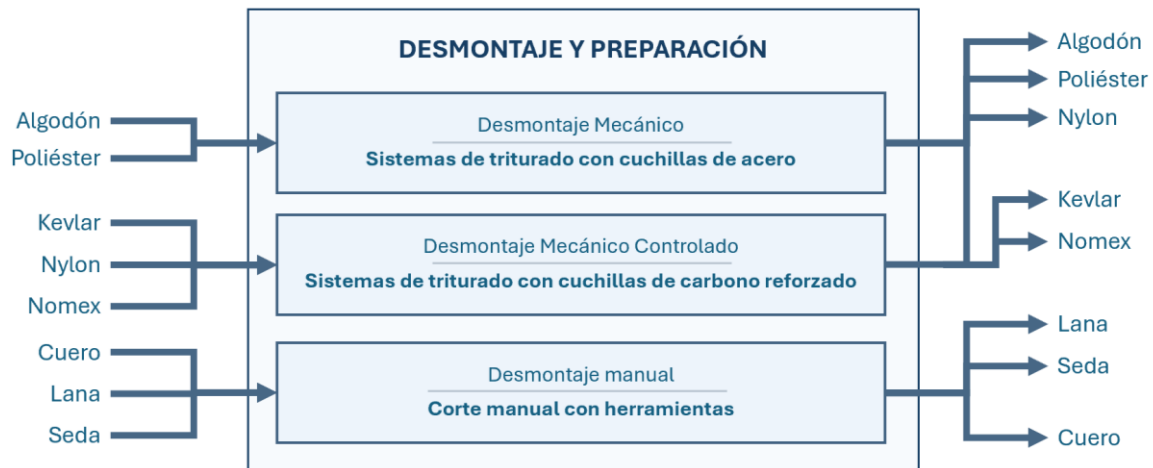 DESMONTAJE Y PREPARACIÓN
Algodón
Poliéster
Kevlar
Nylon
Nomex
Cuero
Lana
Seda
Desmontaje Mecánico
Sistemas de triturado con cuchillas de acero
Desmontaje Mecánico Controlado
Sistemas de triturado con cuchillas de carbono reforzado
Desmontaje manual
Corte manual con herramientas
Algodón
Poliéster
Nylon
Kevlar
Nomex
Lana
Seda
Cuero